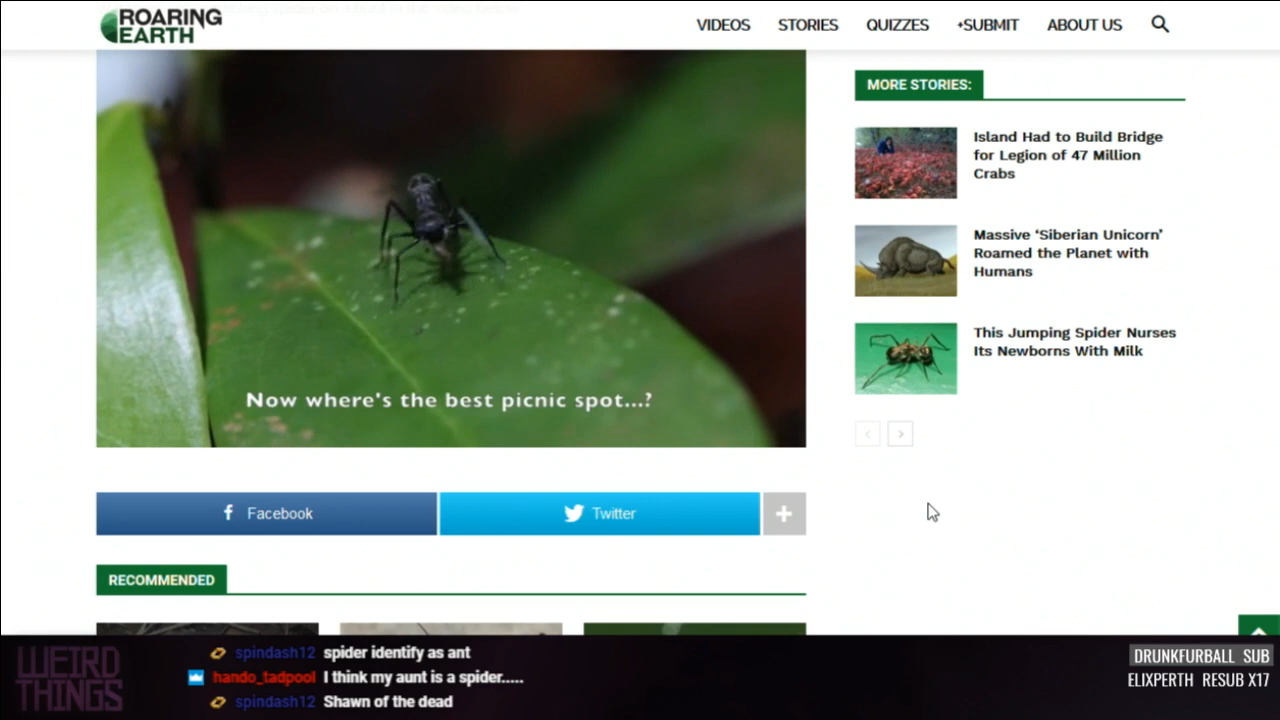 ROARING
EARTH
VIDEOS STORIES QUIZZES +SUBMIT ABOUT US
MORE STORIES:
Island Had to Build Bridge
for Legion of 47 Million
Crabs
Massive ‘Siberian Unicorn’
Roamed the Planet with
Humans
This Jumping Spider Nurses
Its Newborns With Milk
Now where's the best picnic spot...?
Facebook
Twitter
RECOMMENDED
WEIRD
THINGS
spindash12 spider identify as ant
hando_tadpool I think my aunt is a spider.....
spindash12 Shawn of the dead
DRUNKFURBALL SUB
ELIXPERTH RESUB X17